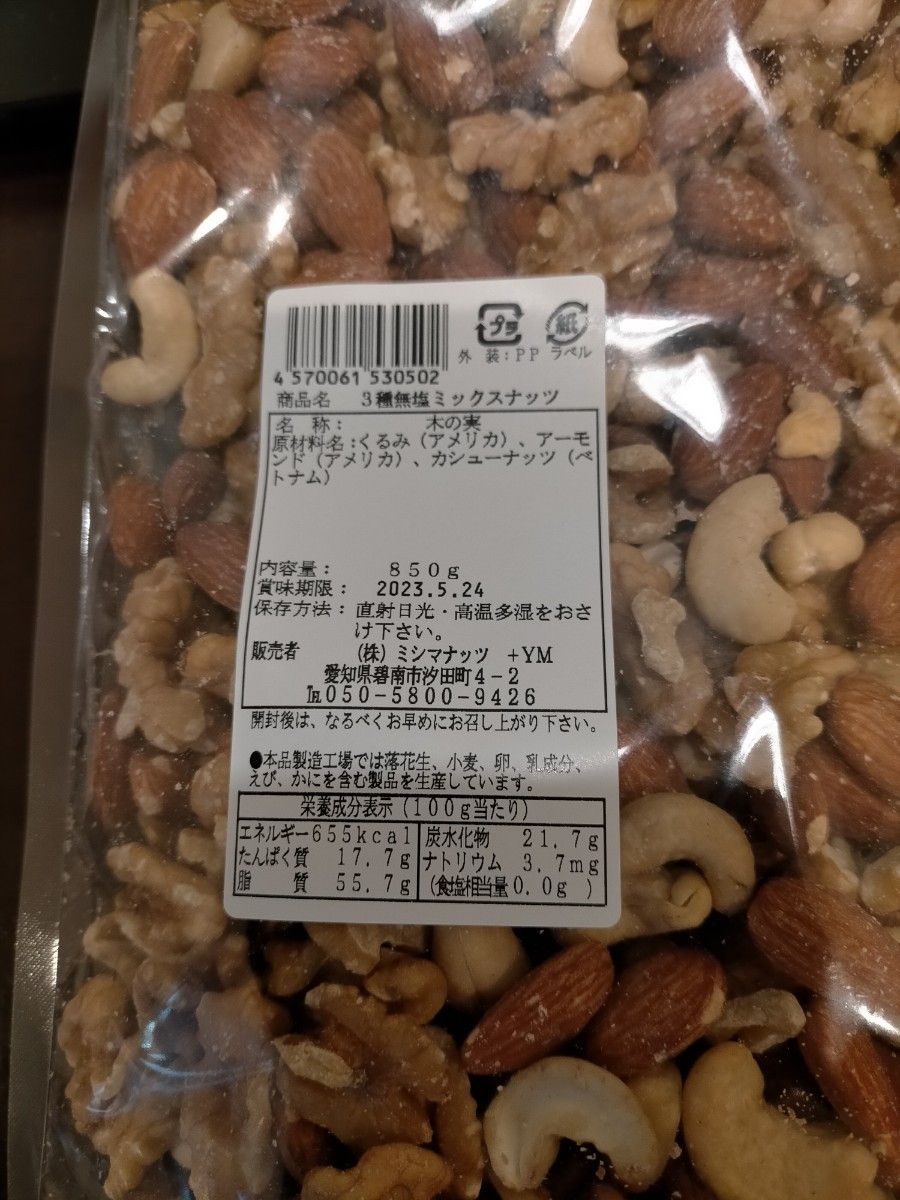 プラ 紙
外 装:PP ラベル
4 570061 530502
商品名 3種無塩ミックスナッツ
名 称: 木の実
原材料名:くるみ(アメリカ)、アーモ
ンド(アメリカ)、カシューナッツ(ベ
トナム)
内容量: 850g
賞味期限: 2023.5.24
保存方法:直射日光・高温多湿をおさ
け下さい。
販売者 (株)ミシマナッツ +YM
愛知県碧南市汐田町4-2
℡050-5800-9426
開封後は、なるべくお早めにお召し上がり下さい。
●本品製造工場では落花生、小麦、卵、乳成分、
えび、かにを含む製品を生産しています。
栄養成分表示(100g当たり)
エネルギー655kcal 炭水化物 21.7g
たんぱく質 17.7g ナトリウム 3.7mg
脂 質 55.7g (食塩相当量0.0g )